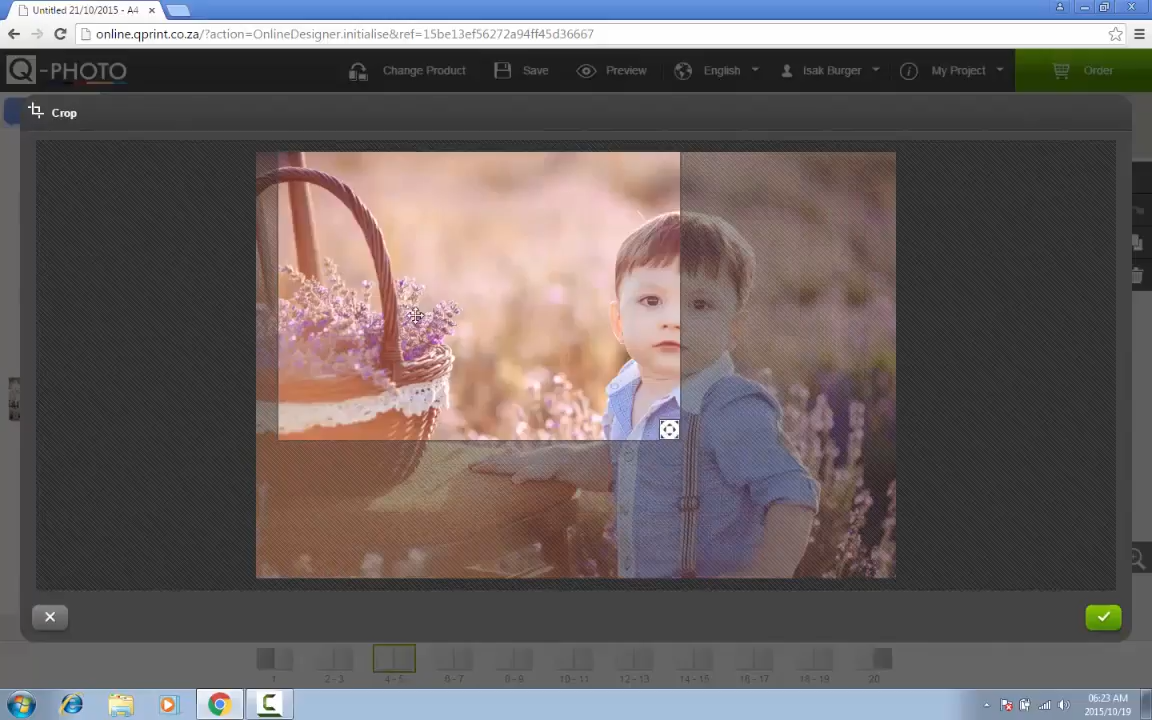 Untitled 21/10/2015 - A4
online.qprint.co.za/?action=OnlineDesigner.initialise&ref=15be13ef56272a94ff45d36667
Q-PHOTO Change Product Save Preview English Isak Burger My Project Order
Crop
1 2 - 3 4 - 5 6 - 7 8 - 9 10 - 11 12 - 13 14 - 15 16 - 17 18 - 19 20
06:23 AM
2015/10/19